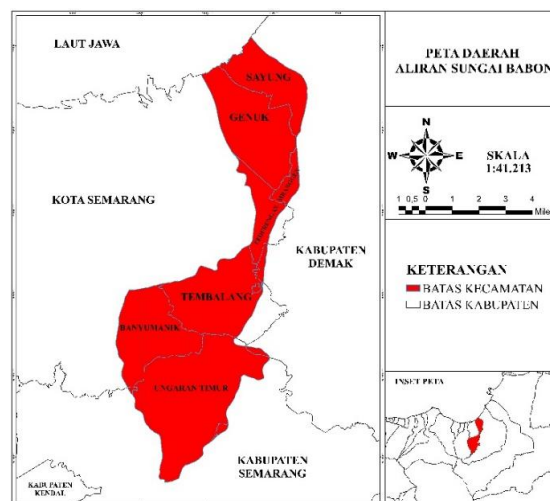 LAUT JAWA
SAYUNG
GENUK
KOTA SEMARANG
KABUPATEN
DEMAK
TEMBALANG
BANYUMANIK
UNGARAN TIMUR
KABUPATEN
SEMARANG
KABUPATEN
KENDAL
PETA DAERAH
ALIRAN SUNGAI BABON
N
W E
S
SKALA
1:41,213
1 0,5 0 1 2 3 4
Mile
KETERANGAN
BATAS KECAMATAN
BATAS KABUPATEN
INSET PETA